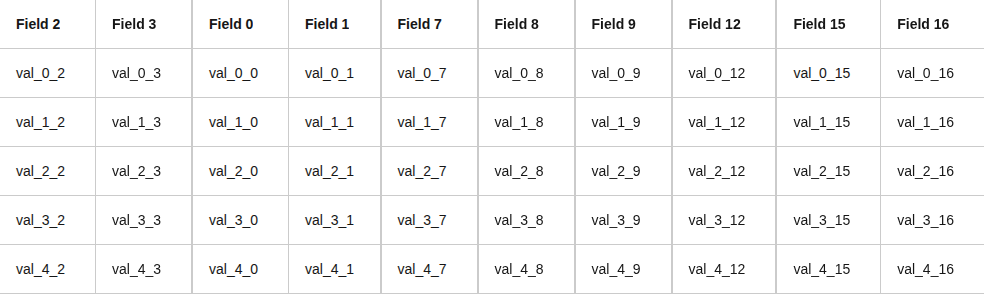 Field 2 Field 3 Field 0 Field 1 Field 7 Field 8 Field 9 Field 12 Field 15 Field 16
val_0_2 val_0_3 val_0_0 val_0_1 val_0_7 val_0_8 val_0_9 val_0_12 val_0_15 val_0_16
val_1_2 val_1_3 val_1_0 val_1_1 val_1_7 val_1_8 val_1_9 val_1_12 val_1_15 val_1_16
val_2_2 val_2_3 val_2_0 val_2_1 val_2_7 val_2_8 val_2_9 val_2_12 val_2_15 val_2_16
val_3_2 val_3_3 val_3_0 val_3_1 val_3_7 val_3_8 val_3_9 val_3_12 val_3_15 val_3_16
val_4_2 val_4_3 val_4_0 val_4_1 val_4_7 val_4_8 val_4_9 val_4_12 val_4_15 val_4_16